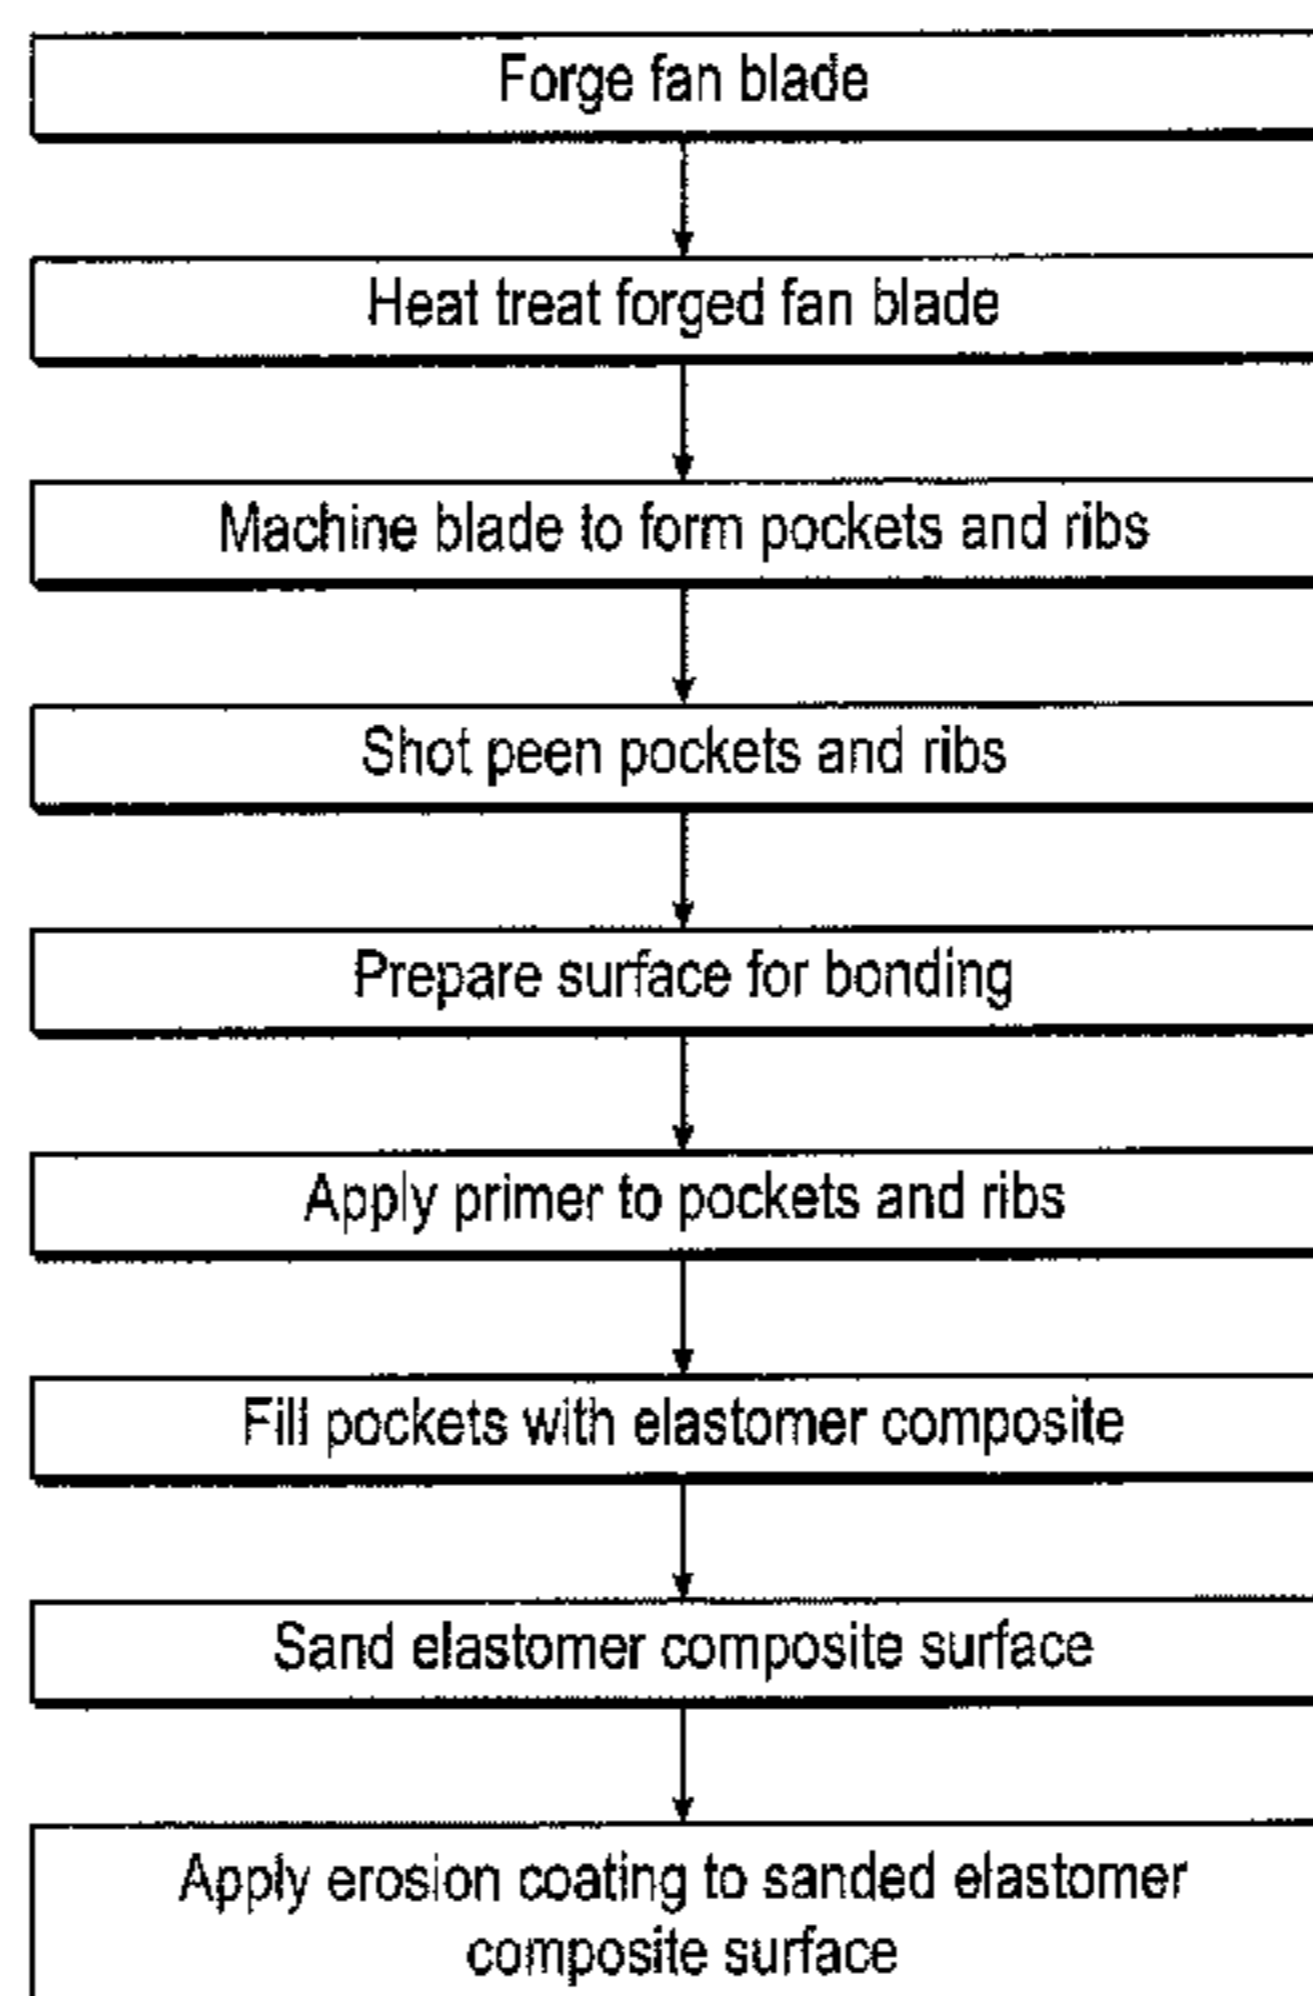 Forge fan blade
Heat treat forged fan blade
Machine blade to form pockets and ribs
Shot peen pockets and ribs
Prepare surface for bonding
Apply primer to pockets and ribs
Fill pockets with elastomer composite
Sand elastomer composite surface
Apply erosion coating to sanded elastomer
composite surface